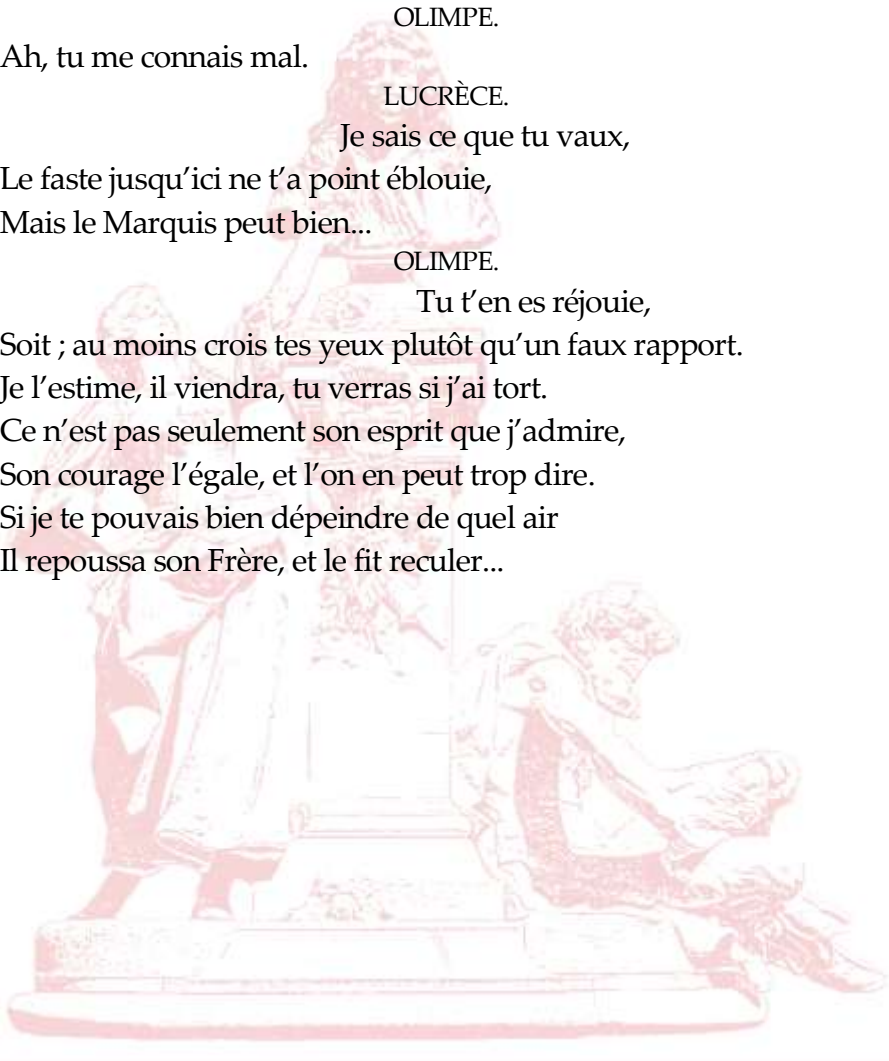 OLIMPE.
Ah, tu me connais mal.
LUCRÈCE.
Je sais ce que tu vaux,
Le faste jusqu’ici ne t’a point éblouie,
Mais le Marquis peut bien...
OLIMPE.
Tu t’en es réjouie,
Soit ; au moins crois tes yeux plutôt qu’un faux rapport.
Je l’estime, il viendra, tu verras si j’ai tort.
Ce n’est pas seulement son esprit que j’admire,
Son courage l’égale, et l’on en peut trop dire.
Si je te pouvais bien dépeindre de quel air
Il repoussa son Frère, et le fit reculer...